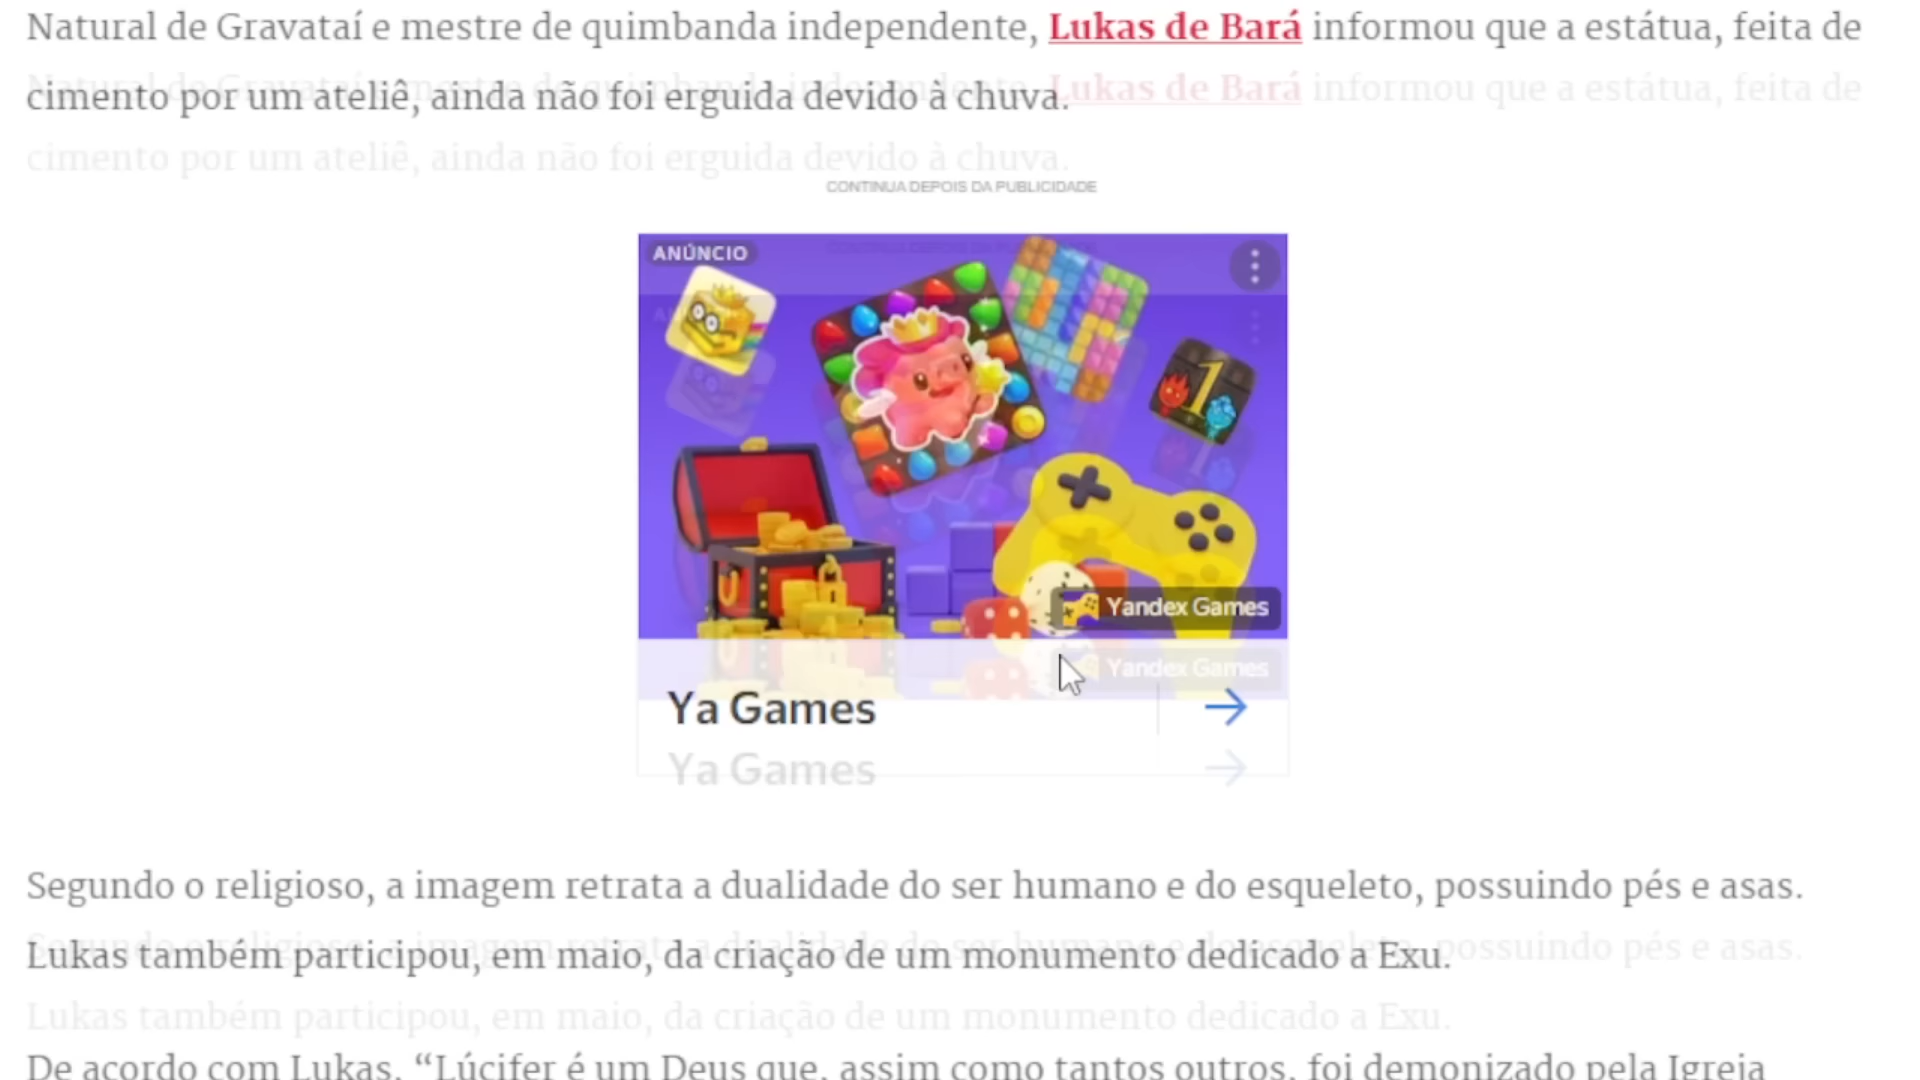 Natural de Gravataí e mestre de quimbanda independente, Lukas de Bará informou que a estátua, feita de
cimento por um ateliê, ainda não foi erguida devido à chuva.
CONTINUA DEPOIS DA PUBLICIDADE
ANÚNCIO
1
Yandex Games
Ya Games
Segundo o religioso, a imagem retrata a dualidade do ser humano e do esqueleto, possuindo pés e asas.
Lukas também participou, em maio, da criação de um monumento dedicado a Exu.
De acordo com Lukas, “Lúcifer é um Deus que, assim como tantos outros, foi demonizado pela Igreja